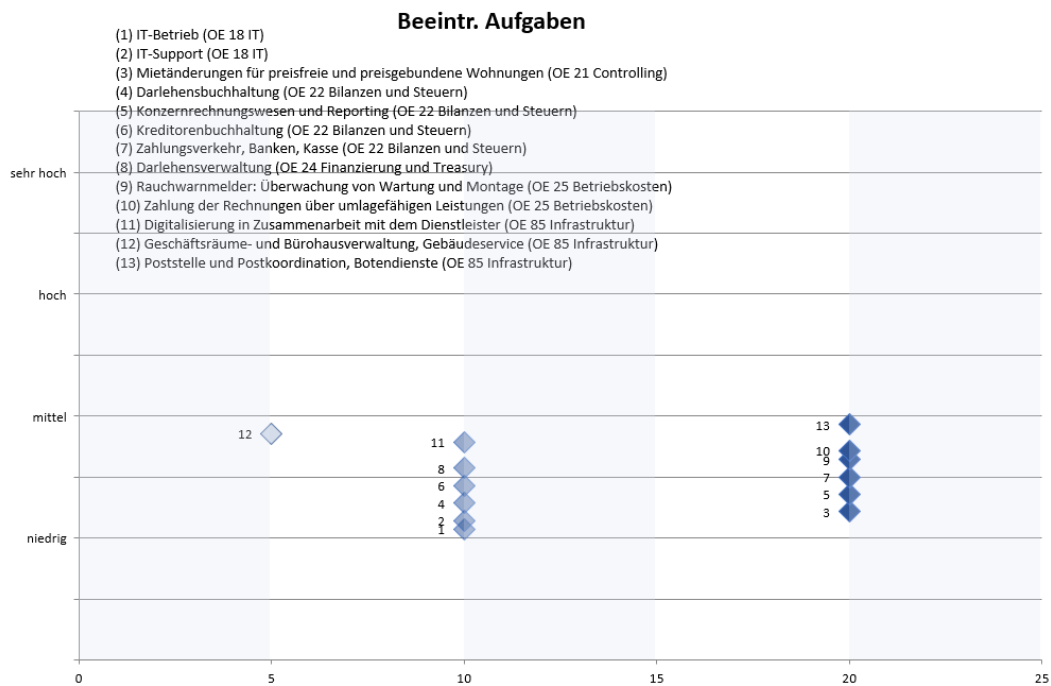 Beeintr. Aufgaben
(1) IT-Betrieb (OE 18 IT)
(2) IT-Support (OE 18 IT)
(3) Mietänderungen für preisfreie und preisgebundene Wohnungen (OE 21 Controlling)
(4) Darlehensbuchhaltung (OE 22 Bilanzen und Steuern)
(5) Konzernrechnungswesen und Reporting (OE 22 Bilanzen und Steuern)
(6) Kreditorenbuchhaltung (OE 22 Bilanzen und Steuern)
(7) Zahlungsverkehr, Banken, Kasse (OE 22 Bilanzen und Steuern)
(8) Darlehensverwaltung (OE 24 Finanzierung und Treasury)
(9) Rauchwarnmelder: Überwachung von Wartung und Montage (OE 25 Betriebskosten)
(10) Zahlung der Rechnungen über umlagefähigen Leistungen (OE 25 Betriebskosten)
(11) Digitalisierung in Zusammenarbeit mit dem Dienstleister (OE 85 Infrastruktur)
(12) Geschäftsräume- und Bürohausverwaltung, Gebäudeservice (OE 85 Infrastruktur)
(13) Poststelle und Postkoordination, Botendienste (OE 85 Infrastruktur)
sehr hoch
hoch
mittel
niedrig
12
11
8
6
4
2
1
13
10
9
7
5
3
0 5 10 15 20 25